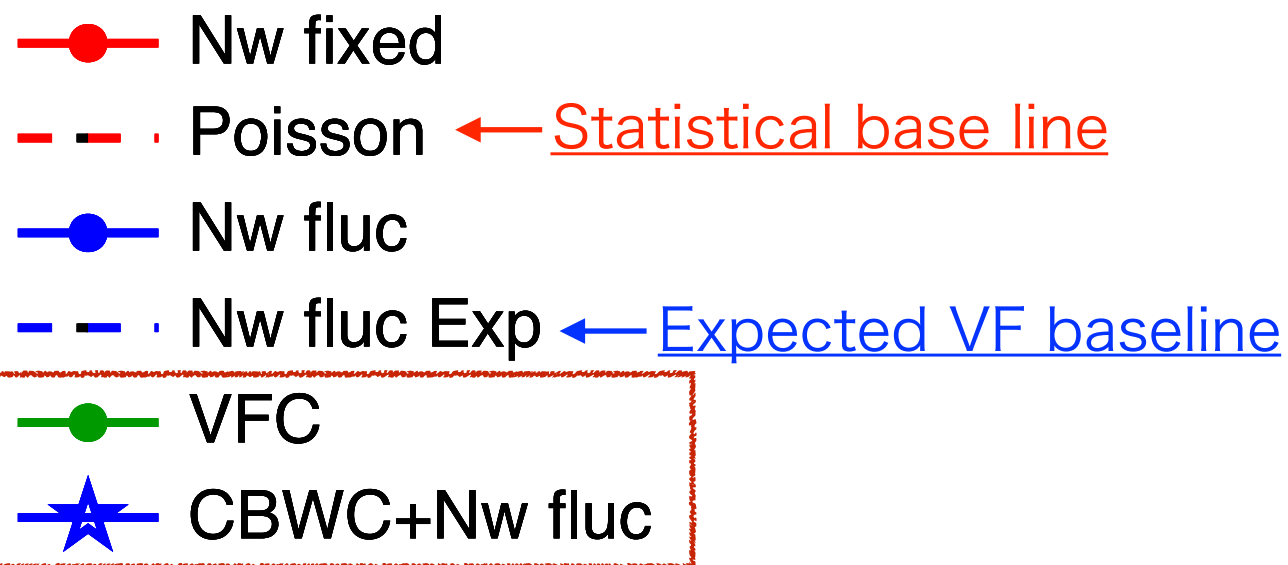 Nw fixed
Poisson Statistical base line
Nw fluc
Nw fluc Exp Expected VF baseline
VFC
CBWC+Nw fluc